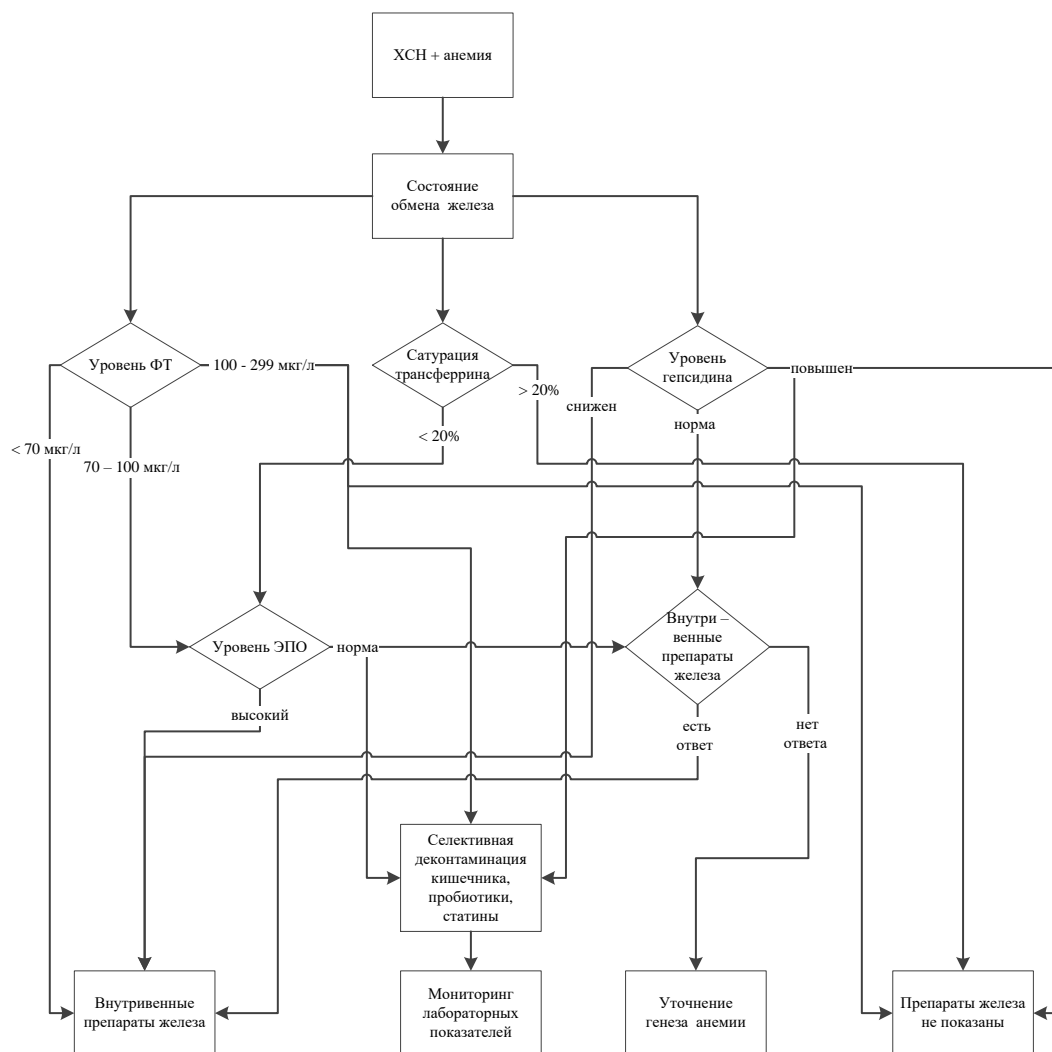 ХСН + анемия
Состояние
обмена железа
Уровень ФТ
100 - 299 мкг/л
Сатурация
трансферрина
Уровень
гепсидина
повышен
> 20%
снижен
норма
< 20%
< 70 мкг/л
70 – 100 мкг/л
Уровень ЭПО
норма
Внутри –
венные
препараты
железа
высокий
есть
ответ
нет
ответа
Селективная
деконтаминация
кишечника,
пробиотики,
статины
Внутривенные
препараты железа
Мониторинг
лабораторных
показателей
Уточнение
генеза анемии
Препараты железа
не показаны